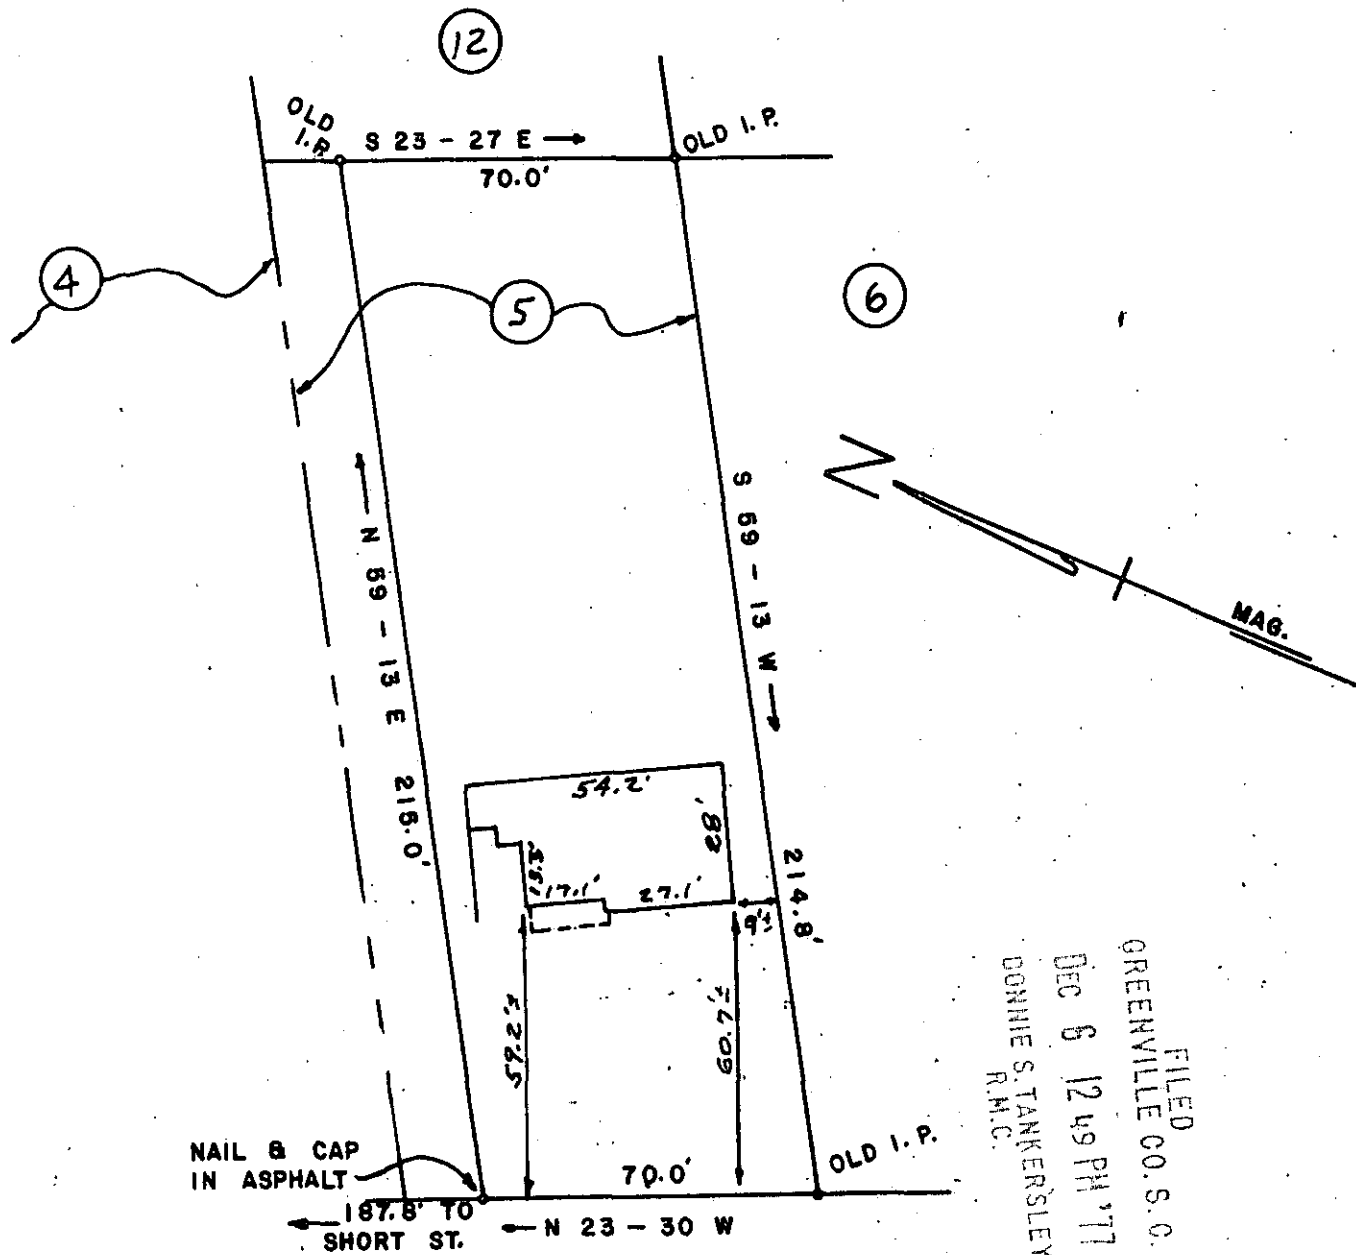 12
OLD
I. P.
S 23 - 27 E
70.0'
OLD I. P.
4
5
6
N
MAG.
N 59 - 13 E 215.0'
S 59 - 13 W
214.8'
54.2'
28'
17.1'
27.1'
9'±
60.7'±
NAIL & CAP
IN ASPHALT
70.0'
OLD I. P.
187.8' TO
SHORT ST.
N 23 - 30 W
FILED
GREENVILLE CO. S. C.
DEC 6 12 49 PM '77
DONNIE S. TANKERSLEY
R.M.C.